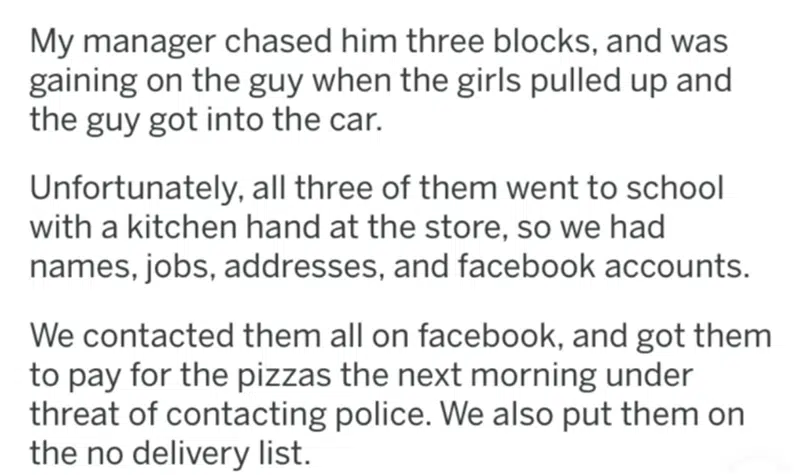 My manager chased him three blocks, and was
gaining on the guy when the girls pulled up and
the guy got into the car.
Unfortunately, all three of them went to school
with a kitchen hand at the store, so we had
names, jobs, addresses, and facebook accounts.
We contacted them all on facebook, and got them
to pay for the pizzas the next morning under
threat of contacting police. We also put them on
the no delivery list.